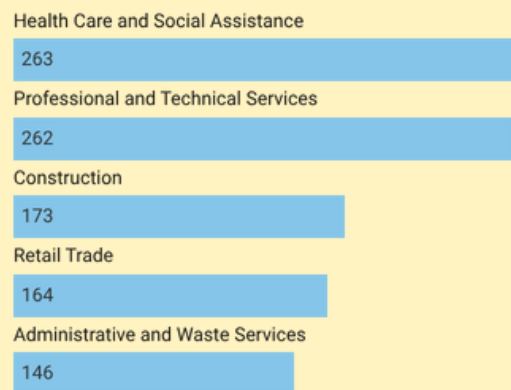 Health Care and Social Assistance
263
Professional and Technical Services
262
Construction
173
Retail Trade
164
Administrative and Waste Services
146